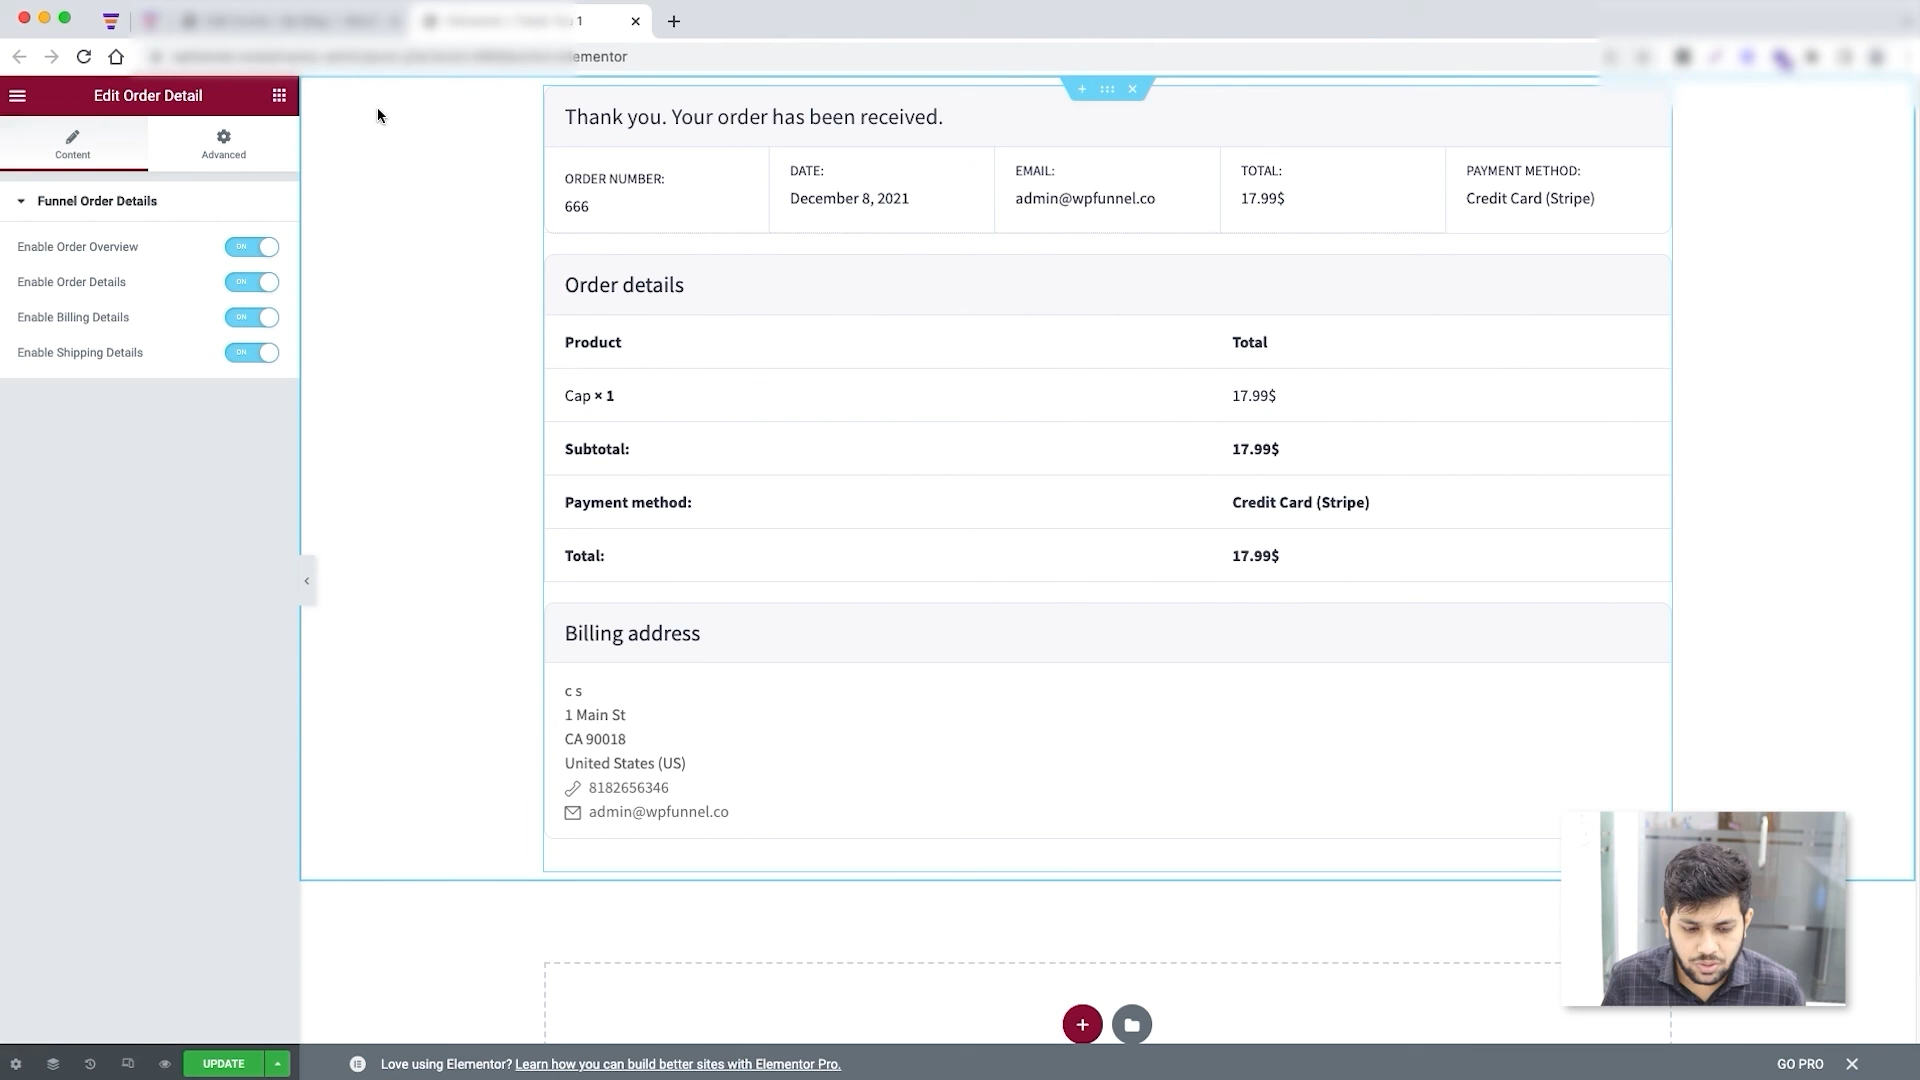 1
elementor
Edit Order Detail
Content
Advanced
Funnel Order Details
Enable Order Overview ON
Enable Order Details ON
Enable Billing Details ON
Enable Shipping Details ON
Thank you. Your order has been received.
ORDER NUMBER:
666
DATE:
December 8, 2021
EMAIL:
admin@wpfunnel.co
TOTAL:
17.99$
PAYMENT METHOD:
Credit Card (Stripe)
Order details
Product Total
Cap × 1 17.99$
Subtotal: 17.99$
Payment method: Credit Card (Stripe)
Total: 17.99$
Billing address
c s
1 Main St
CA 90018
United States (US)
8182656346
admin@wpfunnel.co
UPDATE
Love using Elementor? Learn how you can build better sites with Elementor Pro.
GO PRO